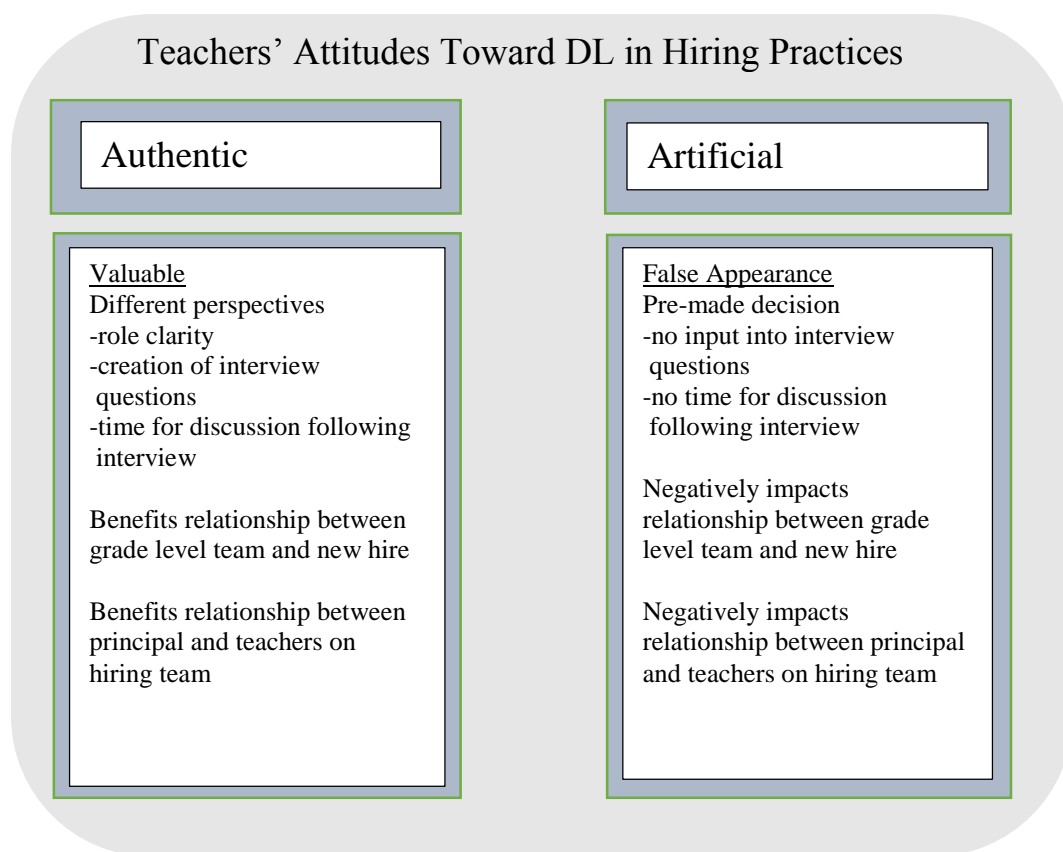 Teachers’ Attitudes Toward DL in Hiring Practices
Authentic
Valuable
Different perspectives
-role clarity
-creation of interview
questions
-time for discussion following
interview
Benefits relationship between
grade level team and new hire
Benefits relationship between
principal and teachers on
hiring team
Artificial
False Appearance
Pre-made decision
-no input into interview
questions
-no time for discussion
following interview
Negatively impacts
relationship between grade
level team and new hire
Negatively impacts
relationship between principal
and teachers on hiring team